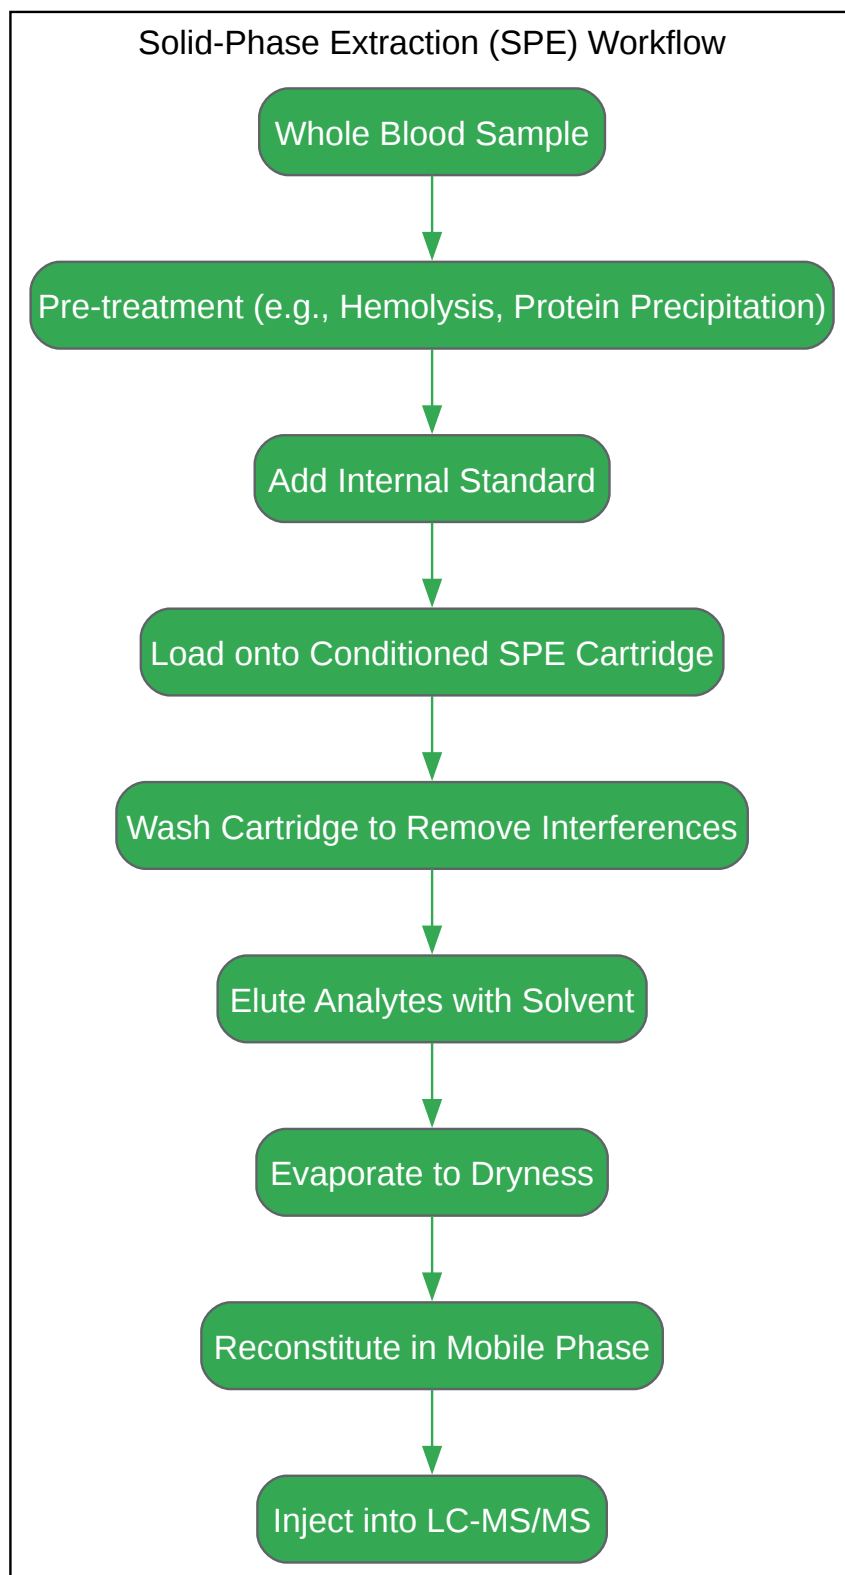 Solid-Phase Extraction (SPE) Workflow
Whole Blood Sample
Pre-treatment (e.g., Hemolysis, Protein Precipitation)
Add Internal Standard
Load onto Conditioned SPE Cartridge
Wash Cartridge to Remove Interferences
Elute Analytes with Solvent
Evaporate to Dryness
Reconstitute in Mobile Phase
Inject into LC-MS/MS